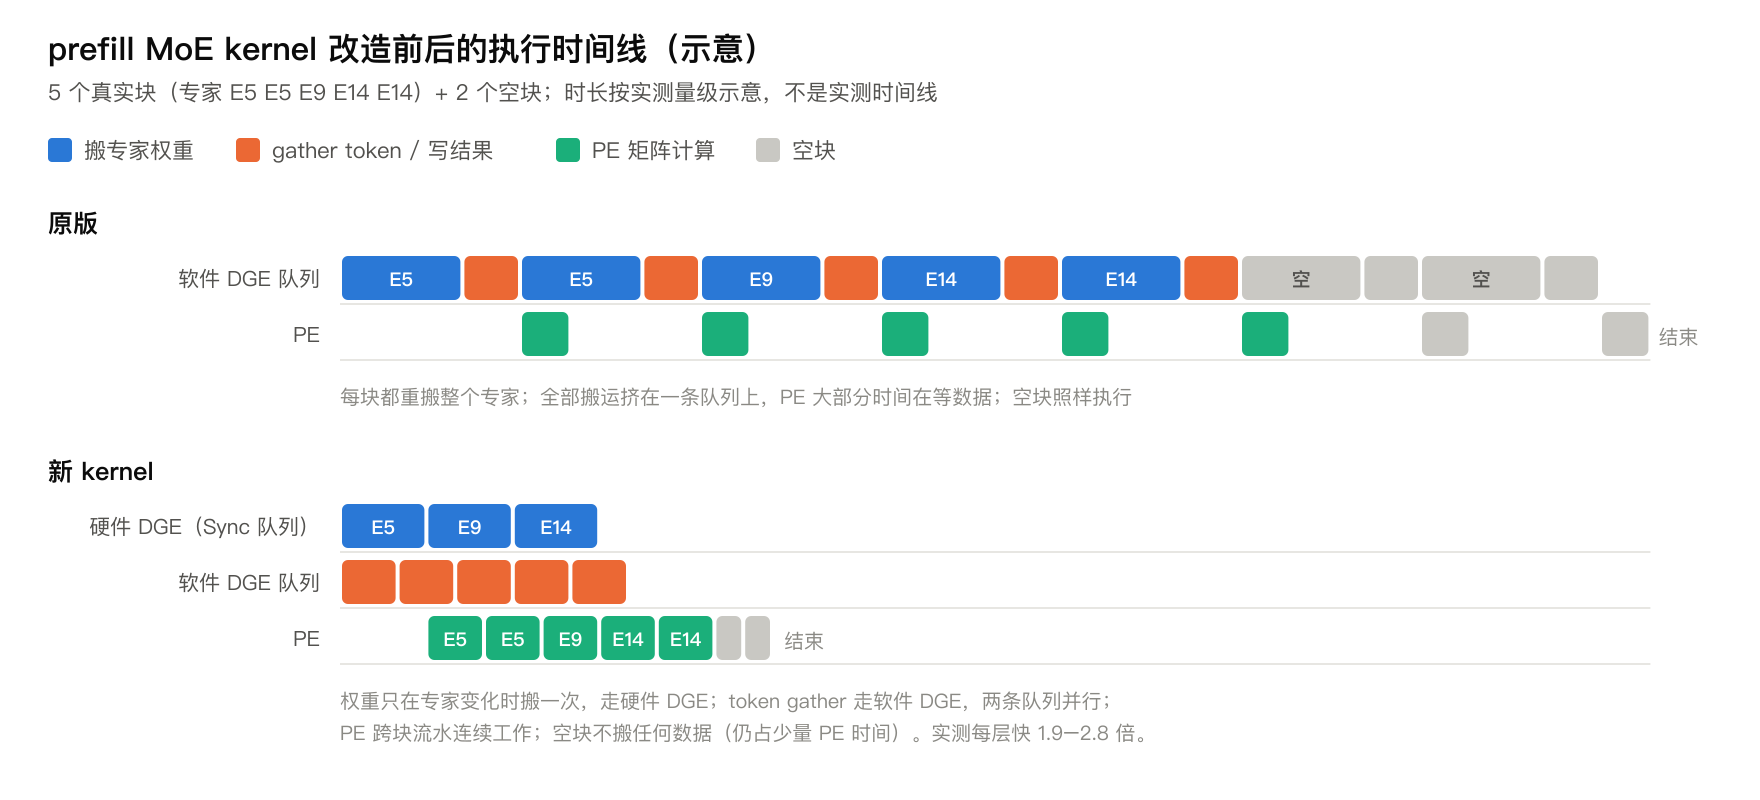 prefill MoE kernel 改造前后的执行时间线（示意）
5 个真实块（专家 E5 E5 E9 E14 E14）+ 2 个空块；时长按实测量级示意，不是实测时间线
搬专家权重 gather token / 写结果 PE 矩阵计算 空块
原版
软件 DGE 队列 E5 E5 E9 E14 E14 空 空
PE 结束
每块都重搬整个专家；全部搬运挤在一条队列上，PE 大部分时间在等数据；空块照样执行
新 kernel
硬件 DGE（Sync 队列） E5 E9 E14
软件 DGE 队列
PE E5 E5 E9 E14 E14 结束
权重只在专家变化时搬一次，走硬件 DGE；token gather 走软件 DGE，两条队列并行；
PE 跨块流水连续工作；空块不搬任何数据（仍占少量 PE 时间）。实测每层快 1.9–2.8 倍。